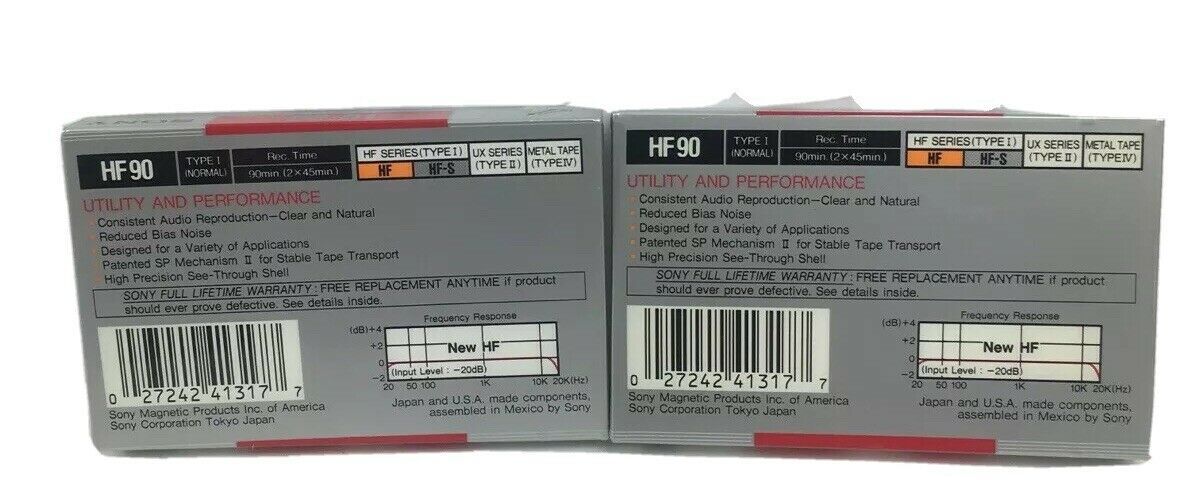 SONY
HF 90
TYPE I
(NORMAL)
Rec. Time
90min. (2×45min.)
HF SERIES (TYPE I)
HF HF-S
UX SERIES
(TYPE II)
METAL TAPE
(TYPE IV)
UTILITY AND PERFORMANCE
· Consistent Audio Reproduction—Clear and Natural
· Reduced Bias Noise
· Designed for a Variety of Applications
· Patented SP Mechanism II for Stable Tape Transport
· High Precision See-Through Shell
SONY FULL LIFETIME WARRANTY: FREE REPLACEMENT ANYTIME if product
should ever prove defective. See details inside.
0 27242 41317 7
Sony Magnetic Products Inc. of America
Sony Corporation Tokyo Japan
Frequency Response
(dB)+4
+2
0
−2
New HF
(Input Level : −20dB)
20 50 100 1K 10K 20K(Hz)
Japan and U.S.A. made components,
assembled in Mexico by Sony
HF 90
TYPE I
(NORMAL)
Rec. Time
90min. (2×45min.)
HF SERIES (TYPE I)
HF HF-S
UX SERIES
(TYPE II)
METAL TAPE
(TYPE IV)
UTILITY AND PERFORMANCE
· Consistent Audio Reproduction—Clear and Natural
· Reduced Bias Noise
· Designed for a Variety of Applications
· Patented SP Mechanism II for Stable Tape Transport
· High Precision See-Through Shell
SONY FULL LIFETIME WARRANTY: FREE REPLACEMENT ANYTIME if product
should ever prove defective. See details inside.
0 27242 41317 7
Sony Magnetic Products Inc. of America
Sony Corporation Tokyo Japan
Frequency Response
(dB)+4
+2
0
−2
New HF
(Input Level : −20dB)
20 50 100 1K 10K 20K(Hz)
Japan and U.S.A. made components,
assembled in Mexico by Sony